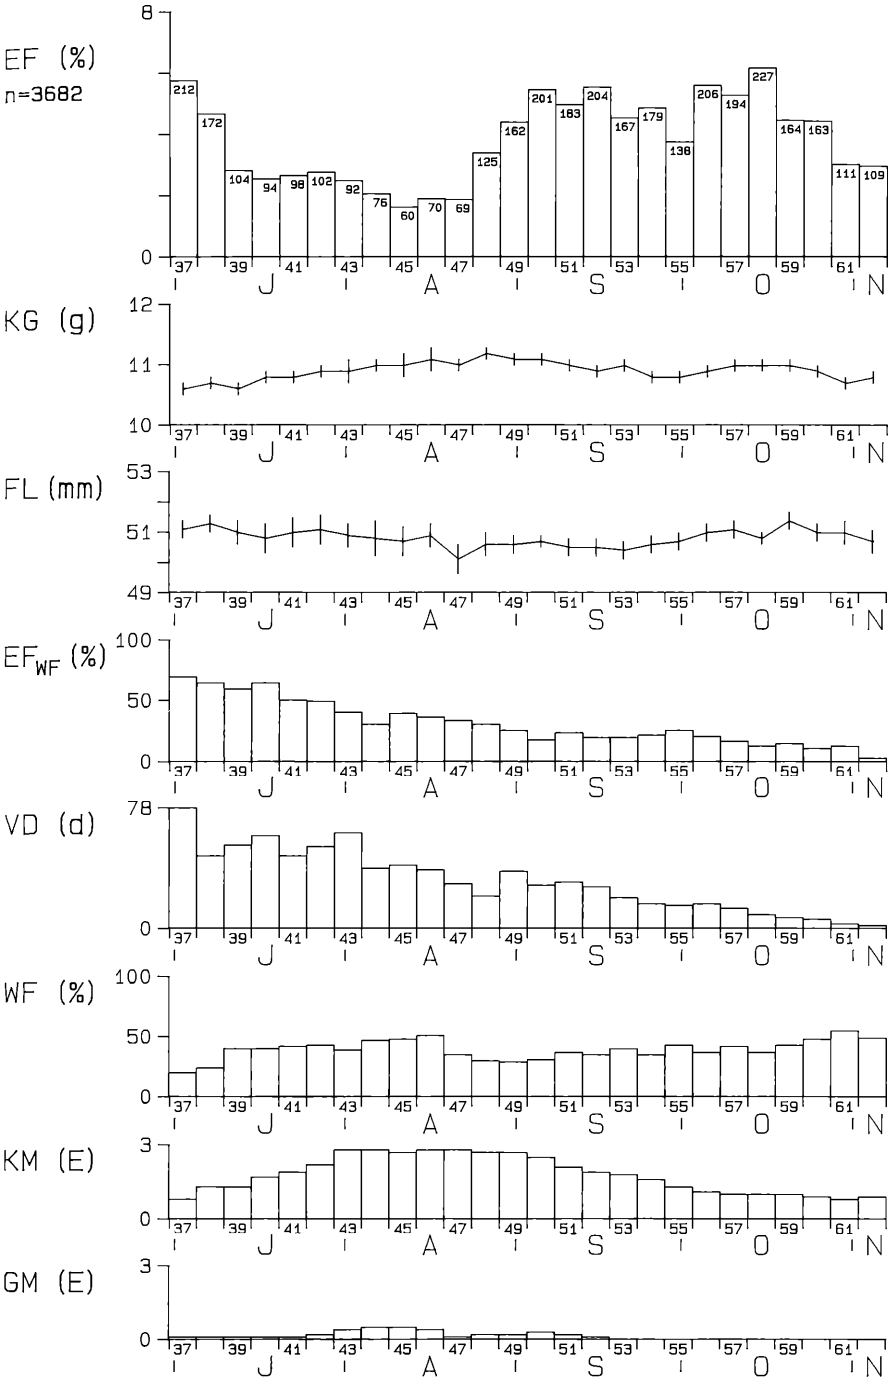 8
EF (%)
n=3682
212 172 104 94 98 102 92 76 60 70 69 125 162 201 183 204 167 179 138 206 194 227 164 163 111 109
0
37 39 41 43 45 47 49 51 53 55 57 59 61
J A S O N
12
KG (g)
11
10
37 39 41 43 45 47 49 51 53 55 57 59 61
J A S O N
53
FL (mm)
51
49
37 39 41 43 45 47 49 51 53 55 57 59 61
J A S O N
100
EFWF (%)
50
0
37 39 41 43 45 47 49 51 53 55 57 59 61
J A S O N
78
VD (d)
0
37 39 41 43 45 47 49 51 53 55 57 59 61
J A S O N
100
WF (%)
50
0
37 39 41 43 45 47 49 51 53 55 57 59 61
J A S O N
3
KM (E)
0
37 39 41 43 45 47 49 51 53 55 57 59 61
J A S O N
3
GM (E)
0
37 39 41 43 45 47 49 51 53 55 57 59 61
J A S O N